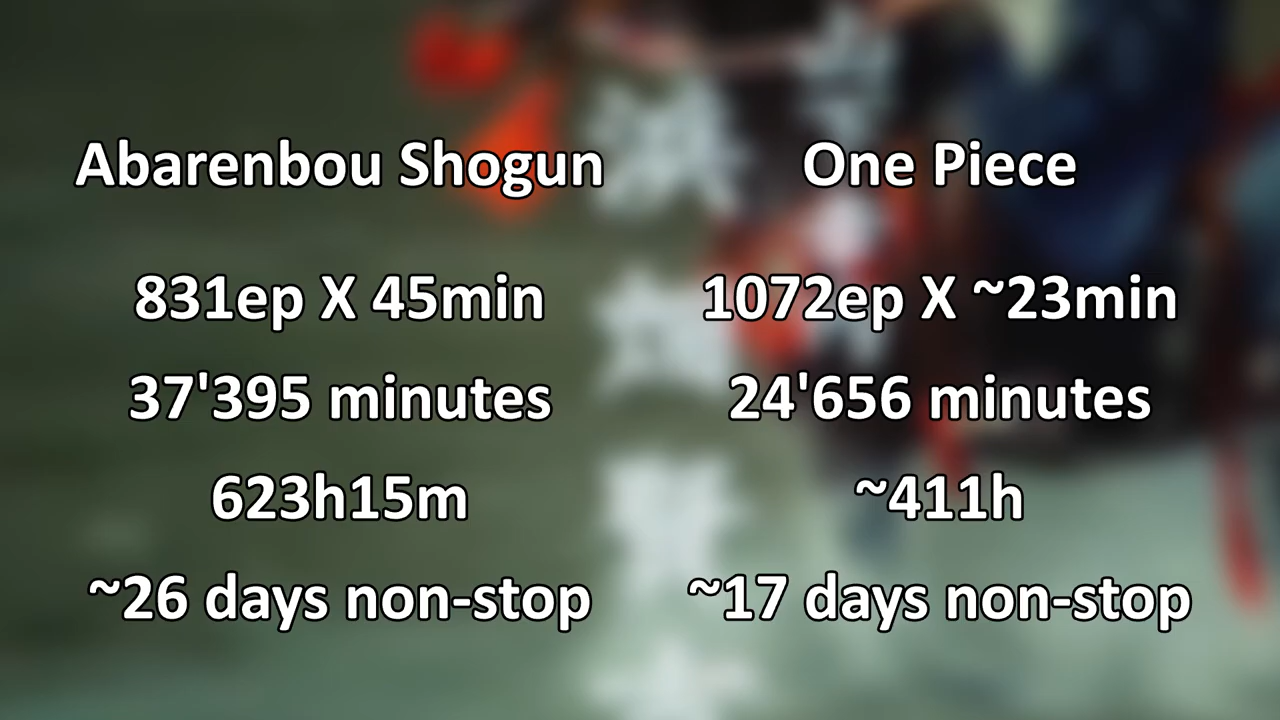 Abarenbou Shogun
831ep X 45min
37'395 minutes
623h15m
~26 days non-stop
One Piece
1072ep X ~23min
24'656 minutes
~411h
~17 days non-stop